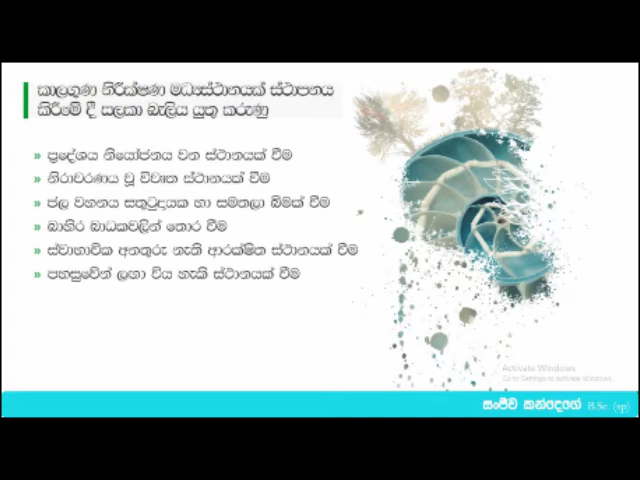 කාලගුණ නිරීක්ෂණ මධ්‍යස්ථානයක් ස්ථාපනය
කිරීමේ දී සලකා බැලිය යුතු කරුණු
» ප්‍රදේශය නියෝජනය වන ස්ථානයක් වීම
» නිරාවරණය වූ විවෘත ස්ථානයක් වීම
» ජල වහනය සතුටුදායක හා සමතලා බිමක් වීම
» බාහිර බාධකවලින් තොර වීම
» ස්වාභාවික අනතුරු නැති ආරක්ෂිත ස්ථානයක් වීම
» පහසුවෙන් ළඟා විය හැකි ස්ථානයක් වීම
Activate Windows
Go to Settings to activate Windows.
සංජීව කන්දෙගේ B.Sc. (sp)